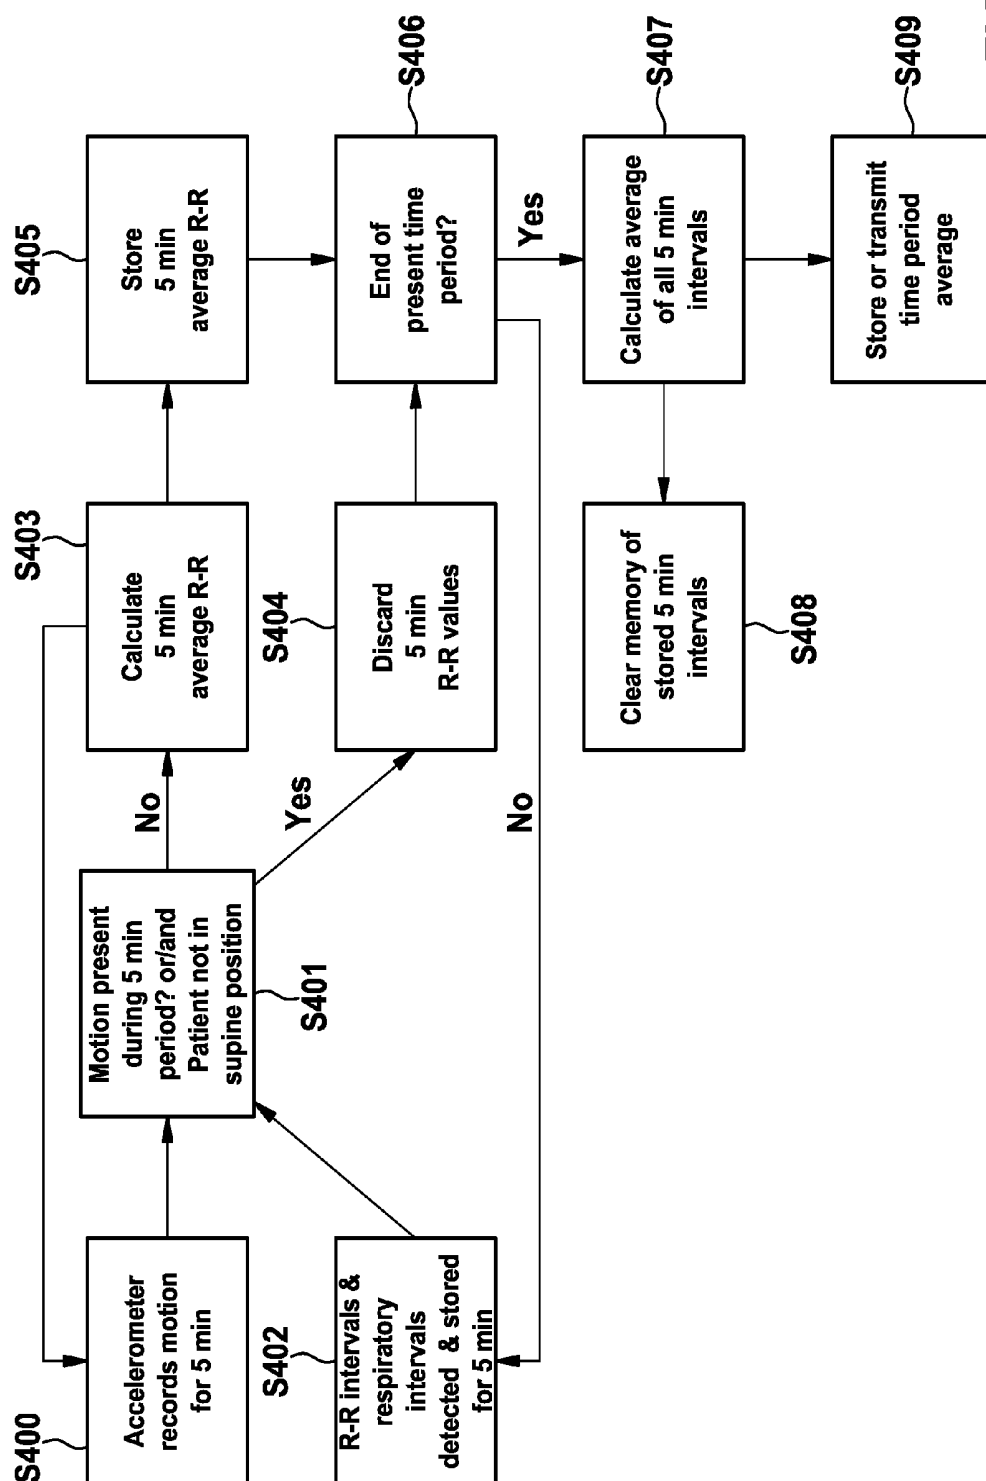 S400
Accelerometer
records motion
for 5 min
S402
R-R intervals &
respiratory
intervals
detected & stored
for 5 min
Motion present
during 5 min
period? or/and
Patient not in
supine position
S401
No
Yes
S403
Calculate
5 min
average R-R
S404
Discard
5 min
R-R values
S405
Store
5 min
average R-R
S406
End of
present time
period?
Yes
No
S407
Calculate average
of all 5 min
intervals
S408
Clear memory of
stored 5 min
intervals
S409
Store or transmit
time period
average